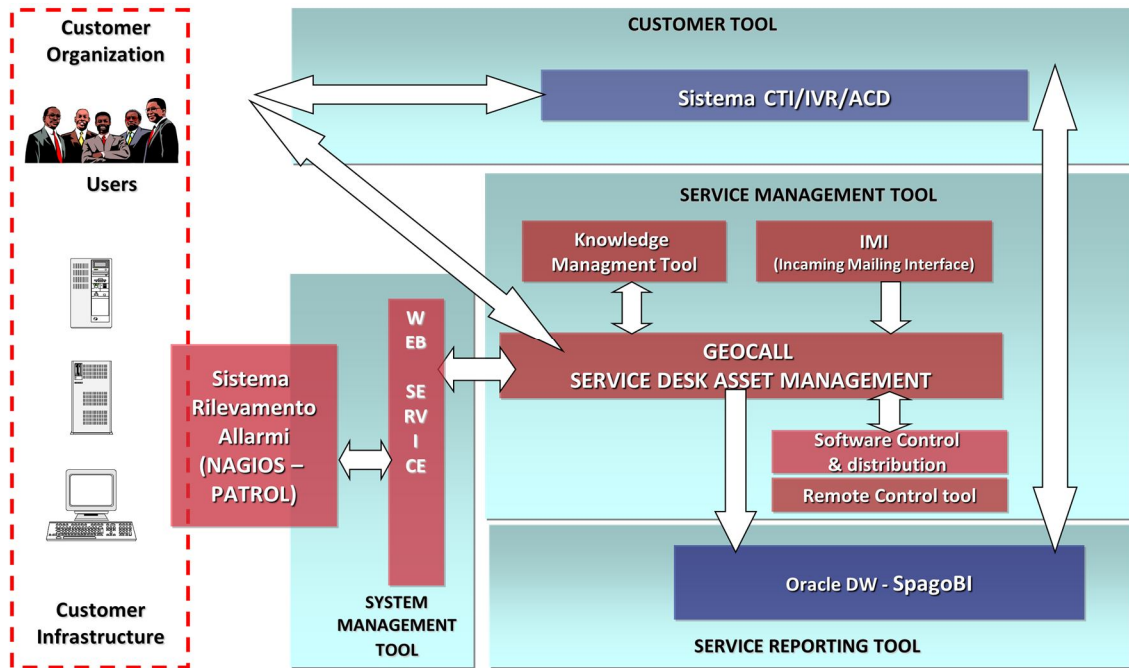 Customer
Organization
Users
Customer
Infrastructure
CUSTOMER TOOL
Sistema CTI/IVR/ACD
SERVICE MANAGEMENT TOOL
Knowledge
Managment Tool
IMI
(Incaming Mailing Interface)
GEOCALL
SERVICE DESK ASSET MANAGEMENT
Software Control
& distribution
Remote Control tool
W
EB
SE
RV
I
CE
Sistema
Rilevamento
Allarmi
(NAGIOS –
PATROL)
SYSTEM
MANAGEMENT
TOOL
Oracle DW - SpagoBI
SERVICE REPORTING TOOL